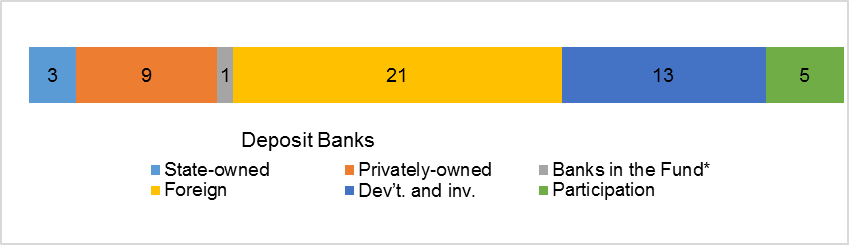 3 9 1 21 13 5
Deposit Banks
State-owned Privately-owned Banks in the Fund*
Foreign Dev’t. and inv. Participation